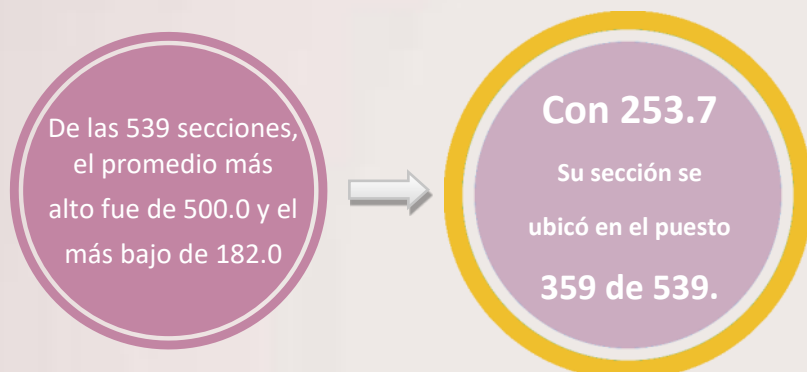 De las 539 secciones,
el promedio más
alto fue de 500.0 y el
más bajo de 182.0
Con 253.7
Su sección se
ubicó en el puesto
359 de 539.